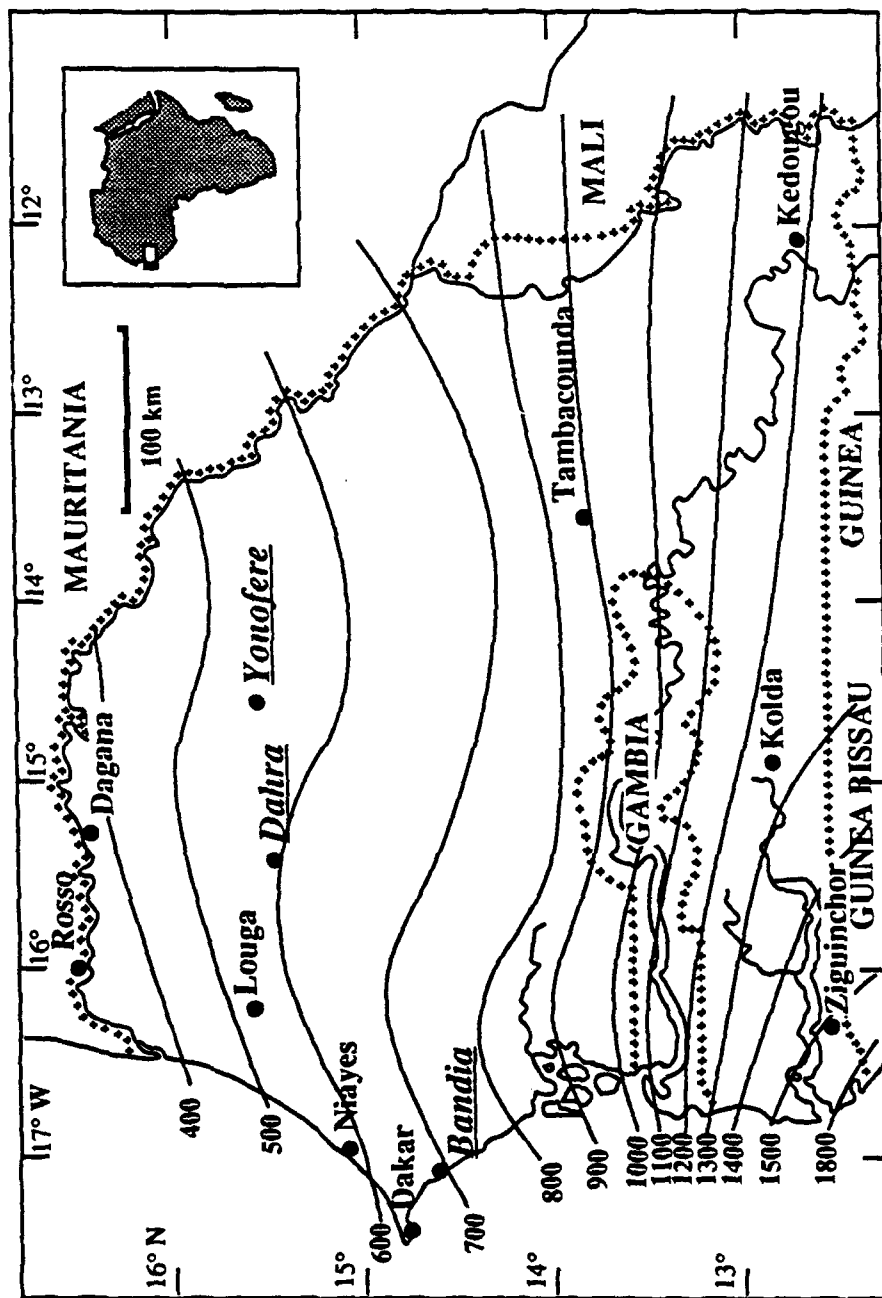 17° W
16°
15°
14°
13°
12°
16° N
15°
14°
13°
MAURITANIA
100 km
Rosso
Dagana
Louga
Dahra
Yonofere
Niayes
Dakar
Bandia
MALI
Tambacounda
GAMBIA
Kolda
Kedougou
Ziguinchor
GUINEA BISSAU
GUINEA
400
500
600
700
800
900
1000
1100
1200
1300
1400
1500
1800